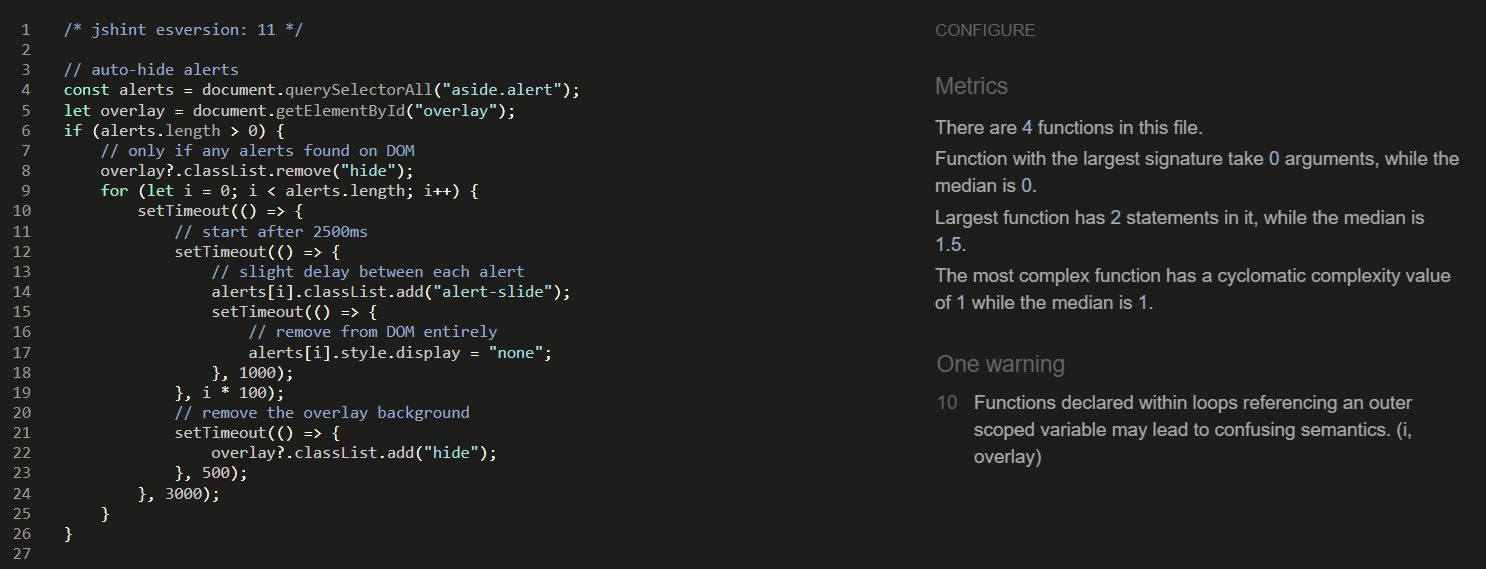 1 /* jshint esversion: 11 */
2
3 // auto-hide alerts
4 const alerts = document.querySelectorAll("aside.alert");
5 let overlay = document.getElementById("overlay");
6 if (alerts.length > 0) {
7     // only if any alerts found on DOM
8     overlay?.classList.remove("hide");
9     for (let i = 0; i < alerts.length; i++) {
10         setTimeout(() => {
11             // start after 2500ms
12             setTimeout(() => {
13                 // slight delay between each alert
14                 alerts[i].classList.add("alert-slide");
15                 setTimeout(() => {
16                     // remove from DOM entirely
17                     alerts[i].style.display = "none";
18                 }, 1000);
19             }, i * 100);
20             // remove the overlay background
21             setTimeout(() => {
22                 overlay?.classList.add("hide");
23             }, 500);
24         }, 3000);
25     }
26 }
27
CONFIGURE
Metrics
There are 4 functions in this file.
Function with the largest signature take 0 arguments, while the
median is 0.
Largest function has 2 statements in it, while the median is
1.5.
The most complex function has a cyclomatic complexity value
of 1 while the median is 1.
One warning
10 Functions declared within loops referencing an outer
scoped variable may lead to confusing semantics. (i,
overlay)